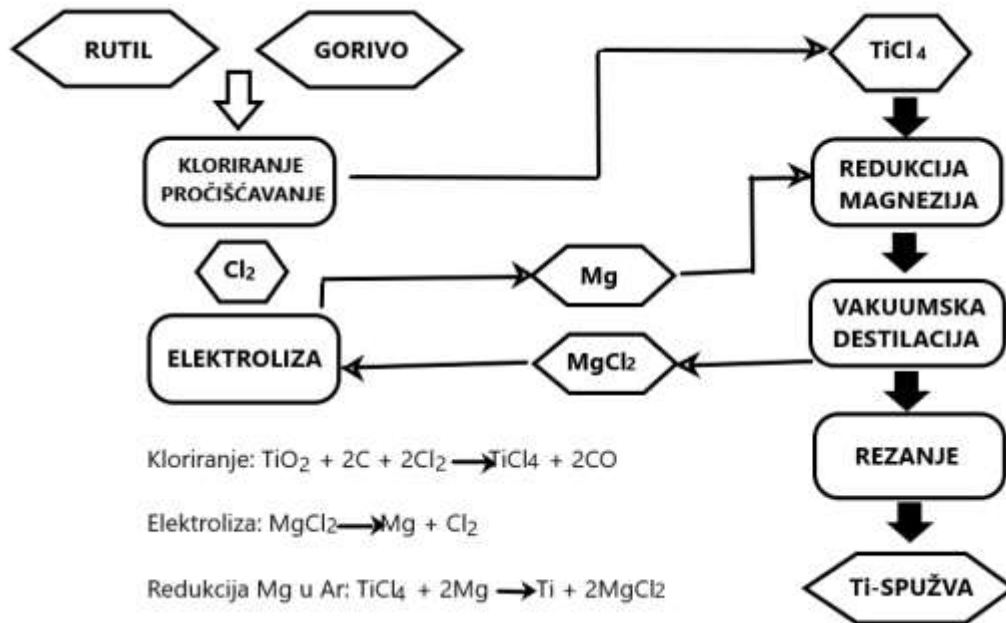 RUTIL
GORIVO
TiCl4
KLORIRANJE
PROČIŠĆAVANJE
REDUKCIJA
MAGNEZIJA
Cl2
Mg
ELEKTROLIZA
MgCl2
VAKUUMSKA
DESTILACIJA
REZANJE
Ti-SPUŽVA
Kloriranje: TiO2 + 2C + 2Cl2 → TiCl4 + 2CO
Elektroliza: MgCl2 → Mg + Cl2
Redukcija Mg u Ar: TiCl4 + 2Mg → Ti + 2MgCl2